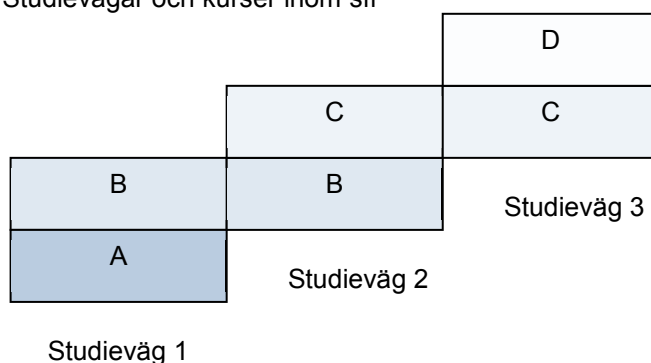 Studievägar och kurser inom sfi
D
C
C
B
B
Studieväg 3
A
Studieväg 2
Studieväg 1